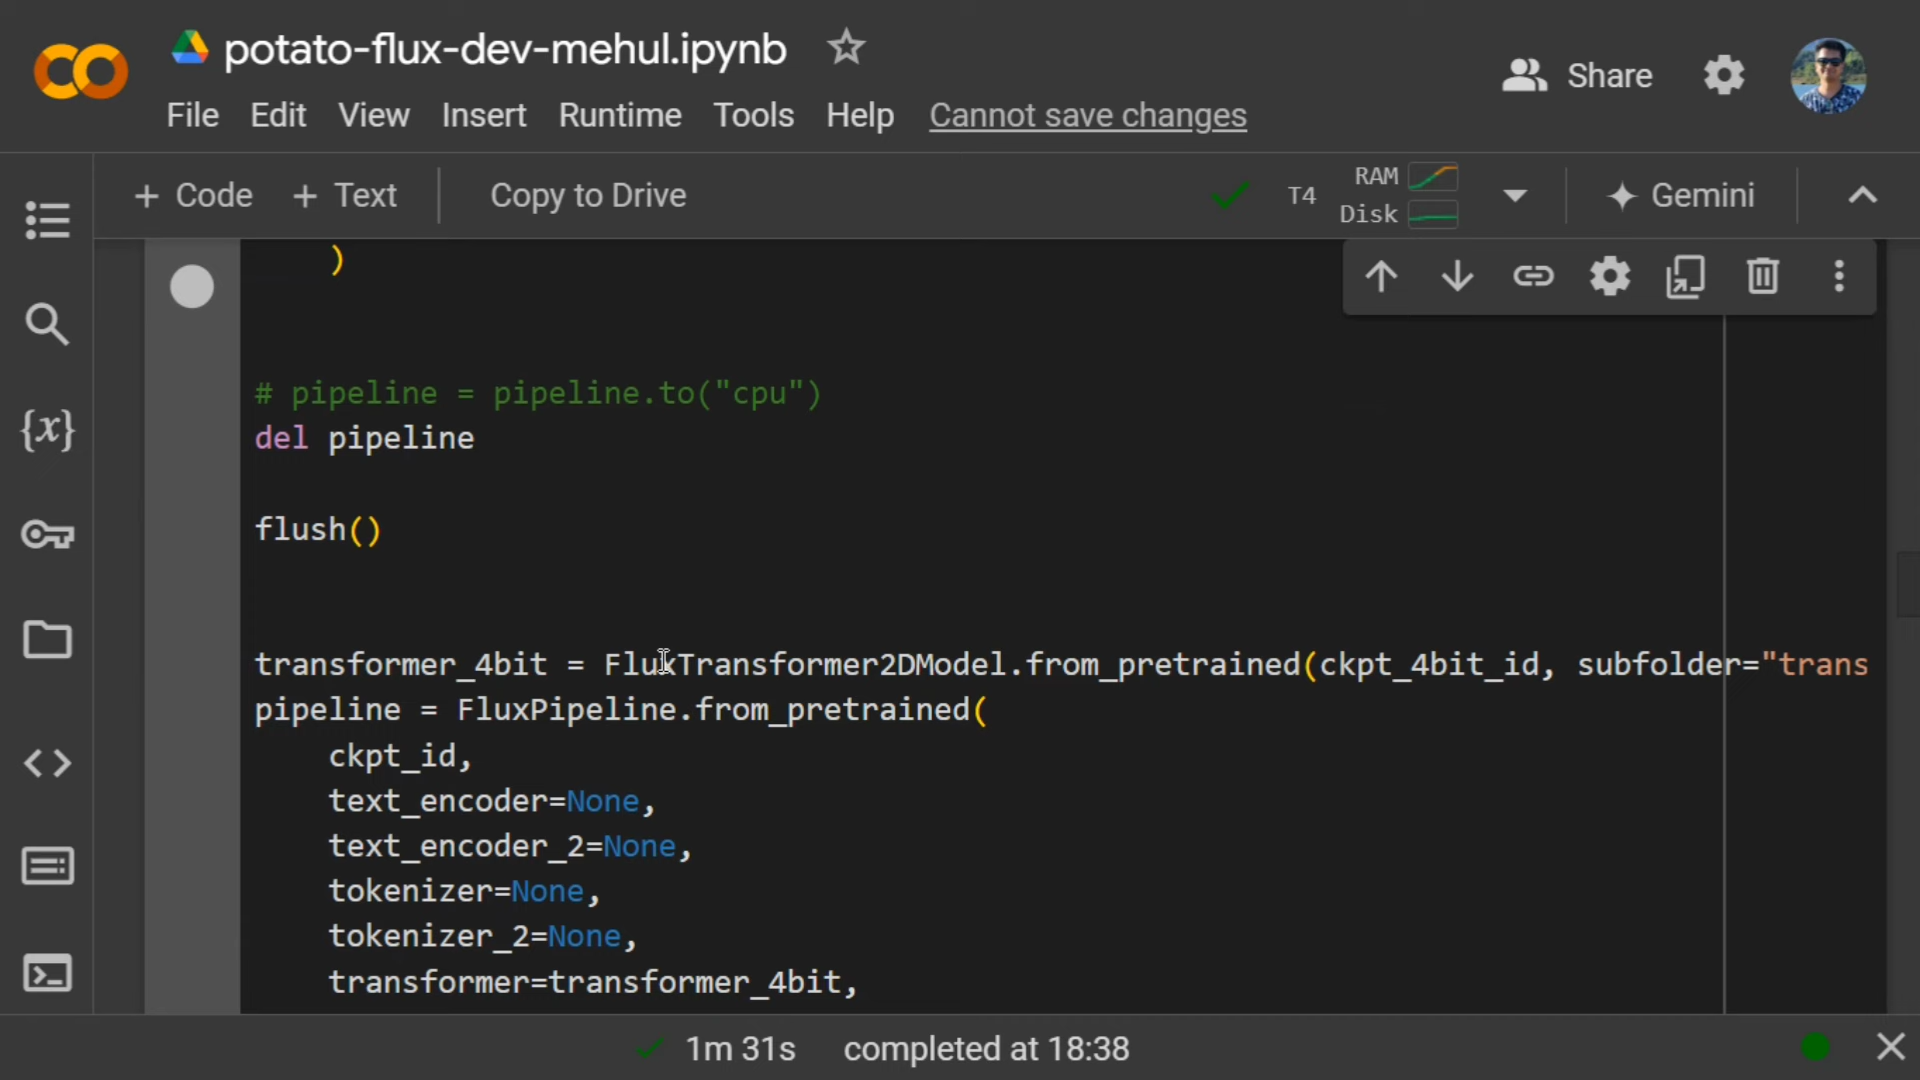 potato-flux-dev-mehul.ipynb
Share
File Edit View Insert Runtime Tools Help Cannot save changes
+ Code + Text Copy to Drive T4 RAM Disk Gemini
)
# pipeline = pipeline.to("cpu")
del pipeline
flush()
transformer_4bit = FluxTransformer2DModel.from_pretrained(ckpt_4bit_id, subfolder="trans
pipeline = FluxPipeline.from_pretrained(
ckpt_id,
text_encoder=None,
text_encoder_2=None,
tokenizer=None,
tokenizer_2=None,
transformer=transformer_4bit,
{x}
1m 31s completed at 18:38